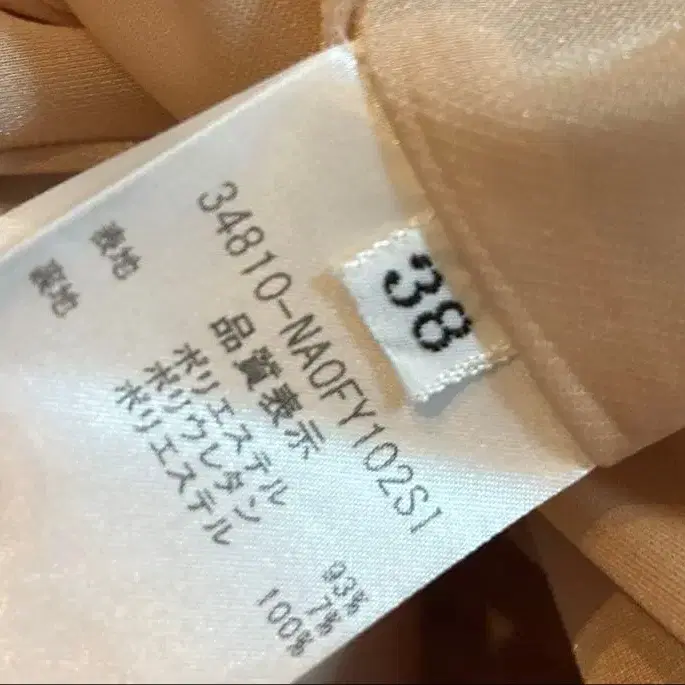 38
34810-NA0FY102S1
品質表示
表地 ポリエステル 93%
ポリウレタン 7%
裏地 ポリエステル 100%